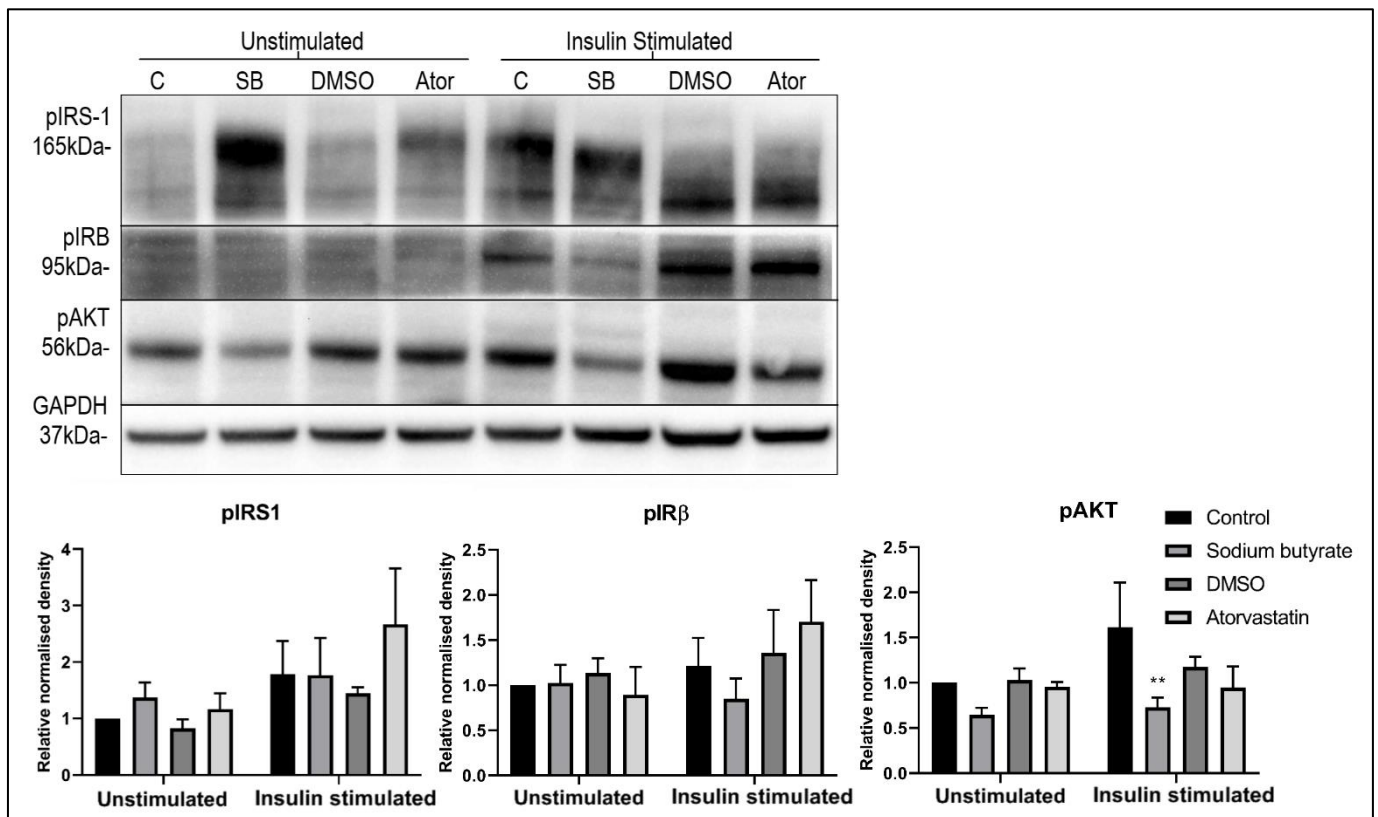 Unstimulated Insulin Stimulated
C SB DMSO Ator C SB DMSO Ator
pIRS-1
165kDa-
pIRB
95kDa-
pAKT
56kDa-
GAPDH
37kDa-
pIRS1
Relative normalised density
4
3
2
1
0
Unstimulated Insulin stimulated
pIRβ
Relative normalised density
2.5
2.0
1.5
1.0
0.5
0.0
Unstimulated Insulin stimulated
pAKT
Relative normalised density
2.5
2.0
1.5
1.0
0.5
0.0
**
Unstimulated Insulin stimulated
Control
Sodium butyrate
DMSO
Atorvastatin